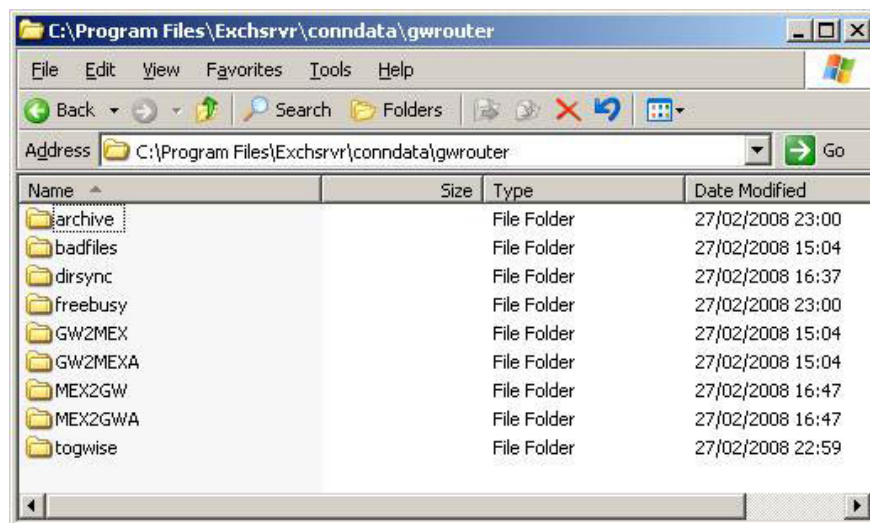 C:\Program Files\Exchsrvr\conndata\gwrouter
File Edit View Favorites Tools Help
Back Search Folders
Address C:\Program Files\Exchsrvr\conndata\gwrouter Go
Name Size Type Date Modified
archive File Folder 27/02/2008 23:00
badfiles File Folder 27/02/2008 15:04
dirsync File Folder 27/02/2008 16:37
freebusy File Folder 27/02/2008 23:00
GW2MEX File Folder 27/02/2008 15:04
GW2MEXA File Folder 27/02/2008 15:04
MEX2GW File Folder 27/02/2008 16:47
MEX2GWA File Folder 27/02/2008 16:47
togwise File Folder 27/02/2008 22:59